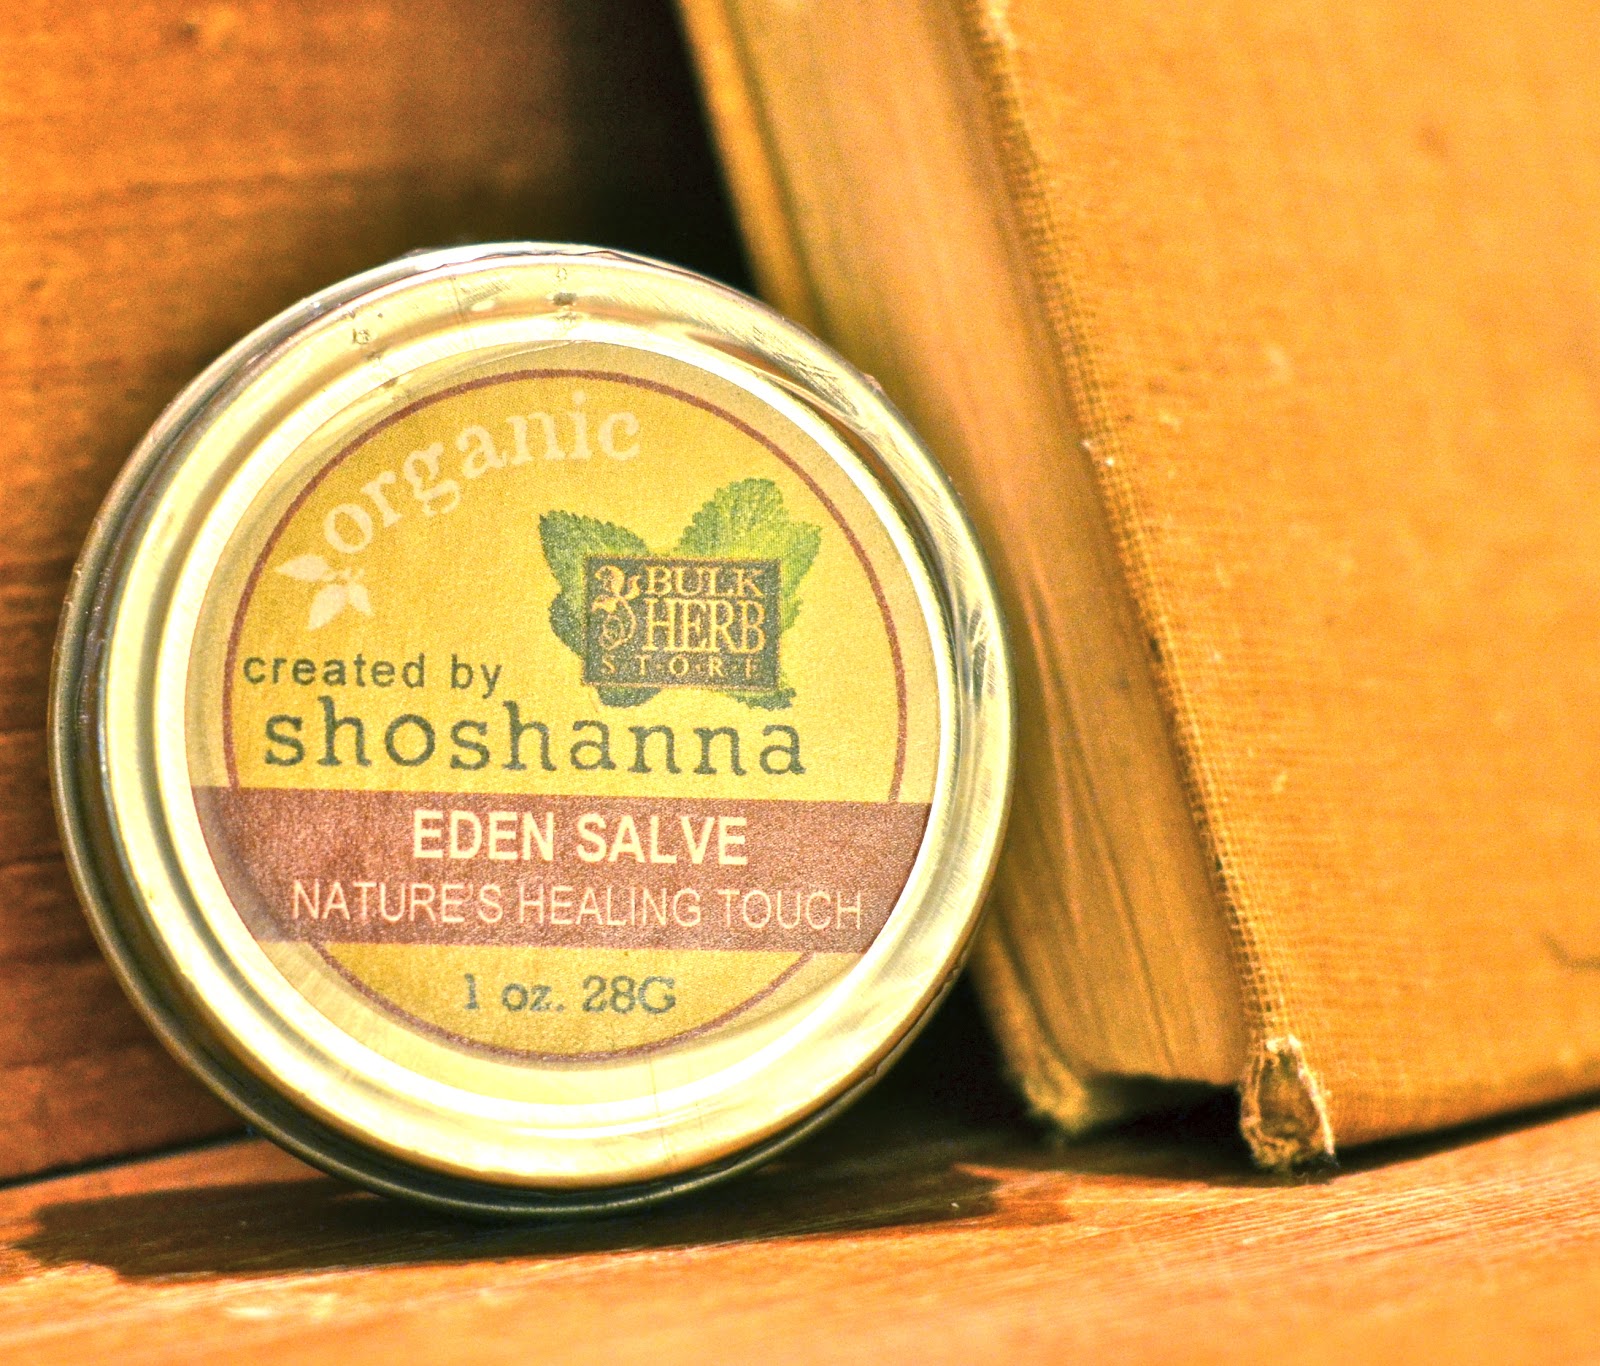 organic
BULK
HERB
STORE
created by
shoshanna
EDEN SALVE
NATURE'S HEALING TOUCH
1 oz. 28G